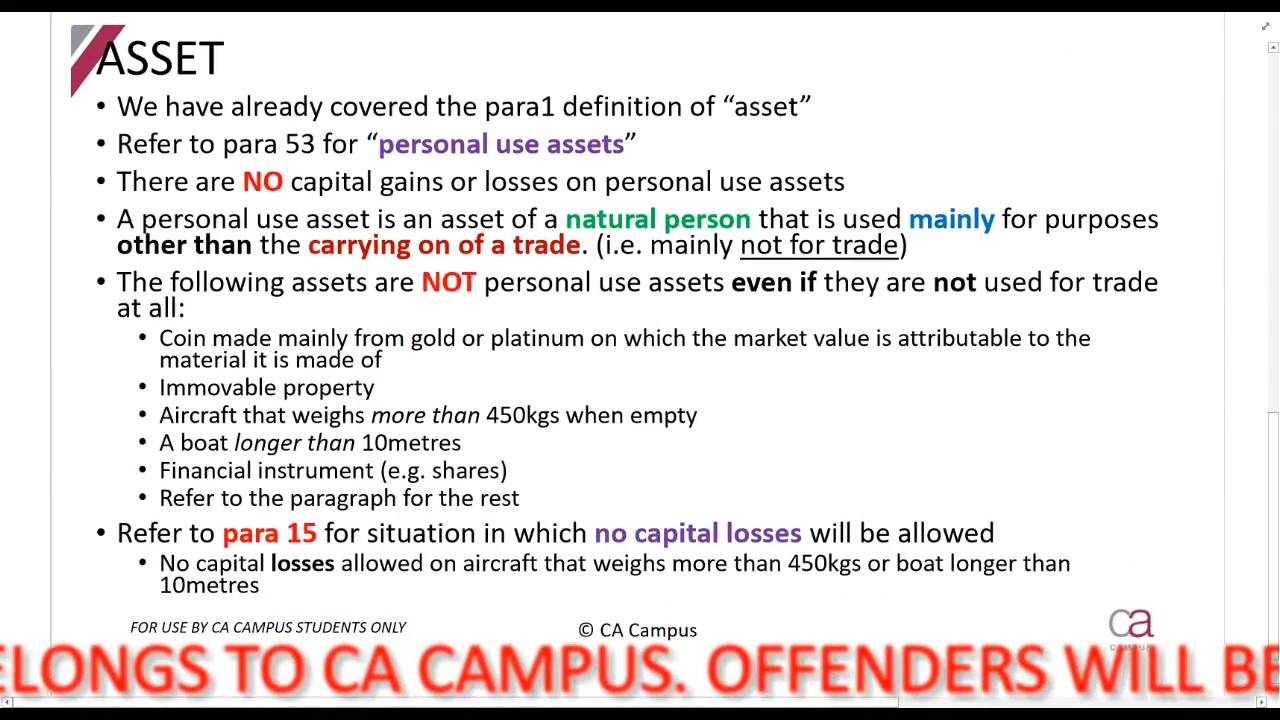 ASSET
• We have already covered the para1 definition of “asset”
• Refer to para 53 for “personal use assets”
• There are NO capital gains or losses on personal use assets
• A personal use asset is an asset of a natural person that is used mainly for purposes
other than the carrying on of a trade. (i.e. mainly not for trade)
• The following assets are NOT personal use assets even if they are not used for trade
at all:
• Coin made mainly from gold or platinum on which the market value is attributable to the
material it is made of
• Immovable property
• Aircraft that weighs more than 450kgs when empty
• A boat longer than 10metres
• Financial instrument (e.g. shares)
• Refer to the paragraph for the rest
• Refer to para 15 for situation in which no capital losses will be allowed
• No capital losses allowed on aircraft that weighs more than 450kgs or boat longer than
10metres
FOR USE BY CA CAMPUS STUDENTS ONLY
© CA Campus
ca
CAMPUS
ELONGS TO CA CAMPUS. OFFENDERS WILL BE